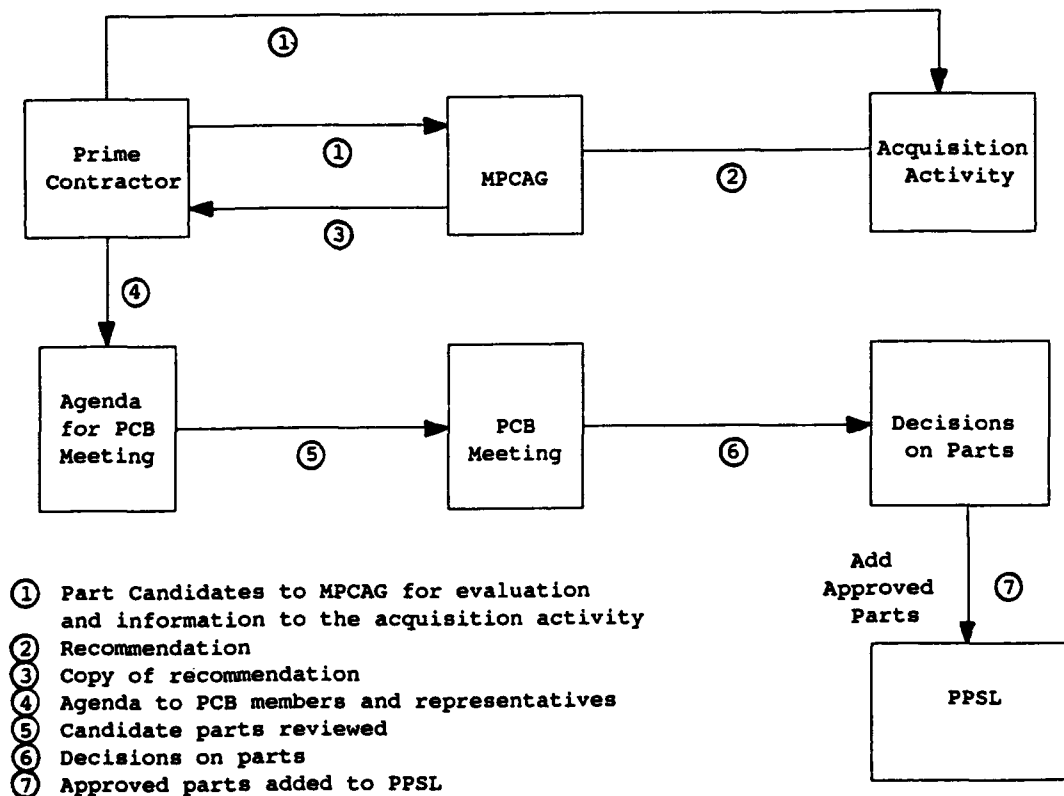 ①
Prime
Contractor
①
③
MPCAG
②
Acquisition
Activity
④
Agenda
for PCB
Meeting
⑤
PCB
Meeting
⑥
Decisions
on Parts
Add
Approved
Parts
⑦
PPSL
① Part Candidates to MPCAG for evaluation
and information to the acquisition activity
② Recommendation
③ Copy of recommendation
④ Agenda to PCB members and representatives
⑤ Candidate parts reviewed
⑥ Decisions on parts
⑦ Approved parts added to PPSL